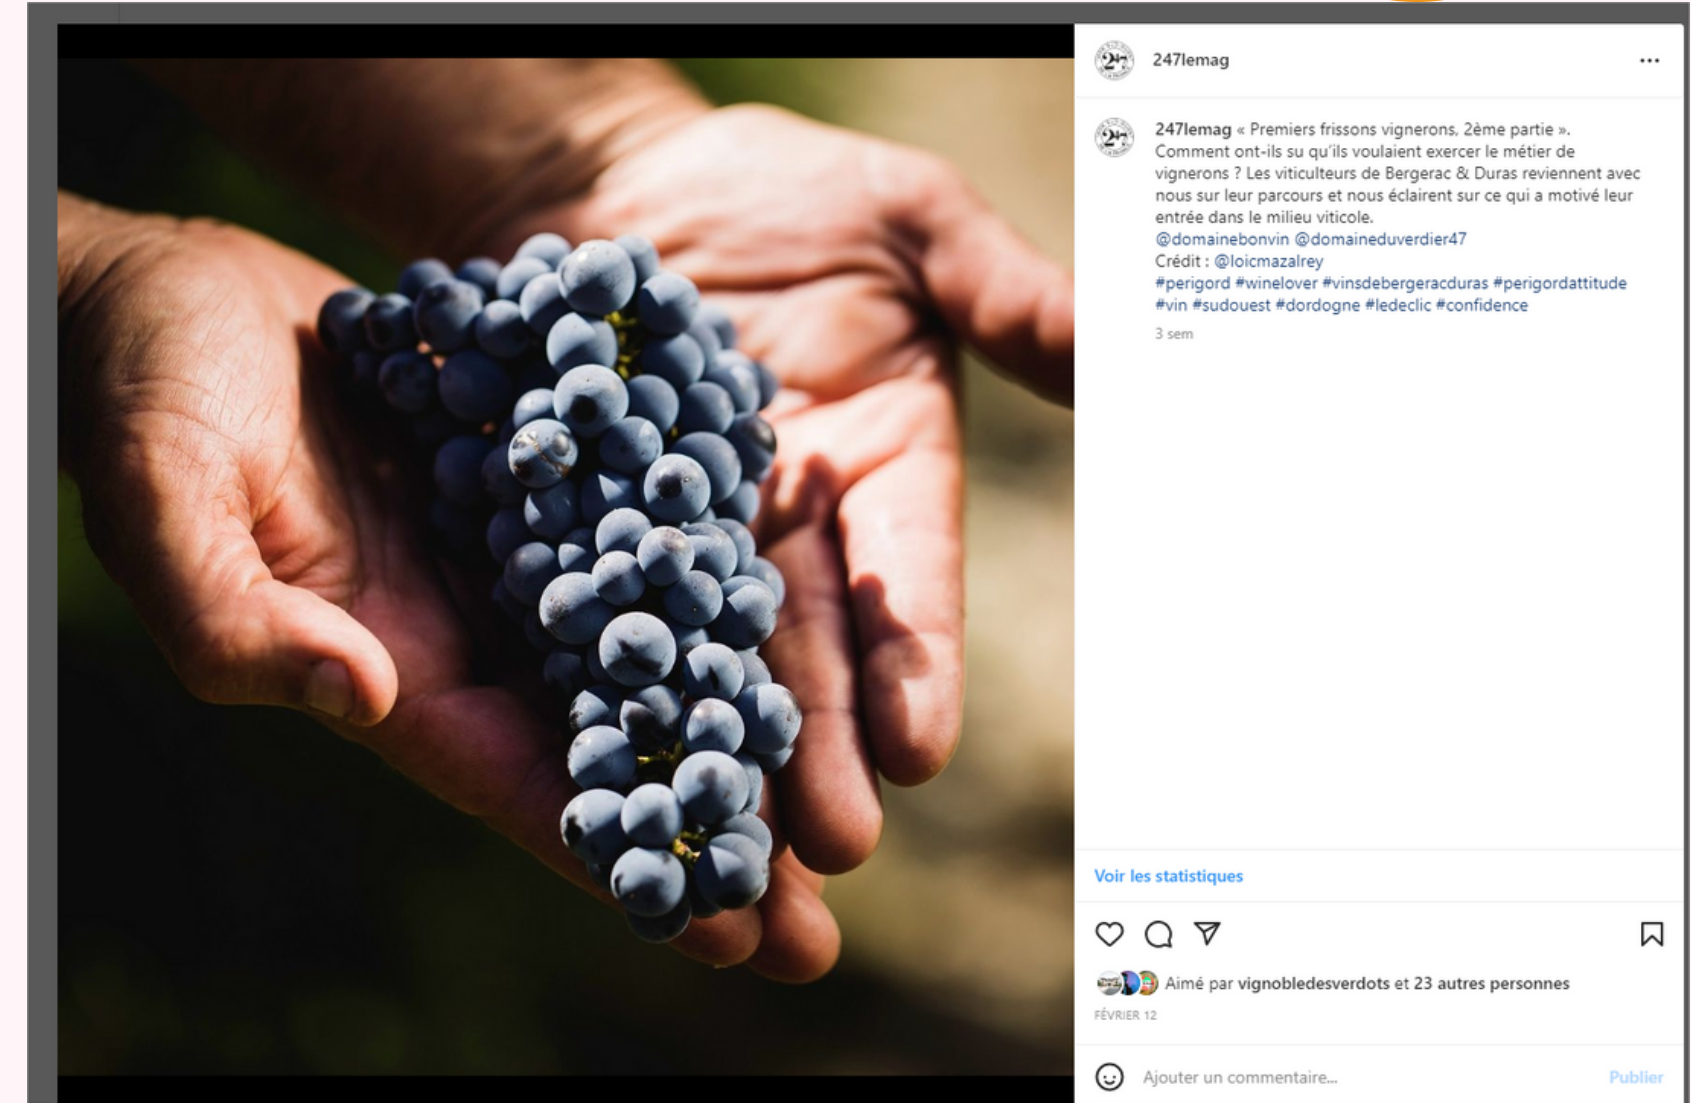 247lemag
247lemag « Premiers frissons vignerons, 2ème partie ».
Comment ont-ils su qu'ils voulaient exercer le métier de
vignerons ? Les viticulteurs de Bergerac & Duras reviennent avec
nous sur leur parcours et nous éclairent sur ce qui a motivé leur
entrée dans le milieu viticole.
@domainebonvin @domaineduverdier47
Crédit : @loicmazalrey
#perigord #winelover #vinsdebergeracduras #perigordattitude
#vin #sudouest #dordogne #ledeclic #confidence
3 sem
Voir les statistiques
Aimé par vignobledesverdots et 23 autres personnes
FÉVRIER 12
Ajouter un commentaire... Publier